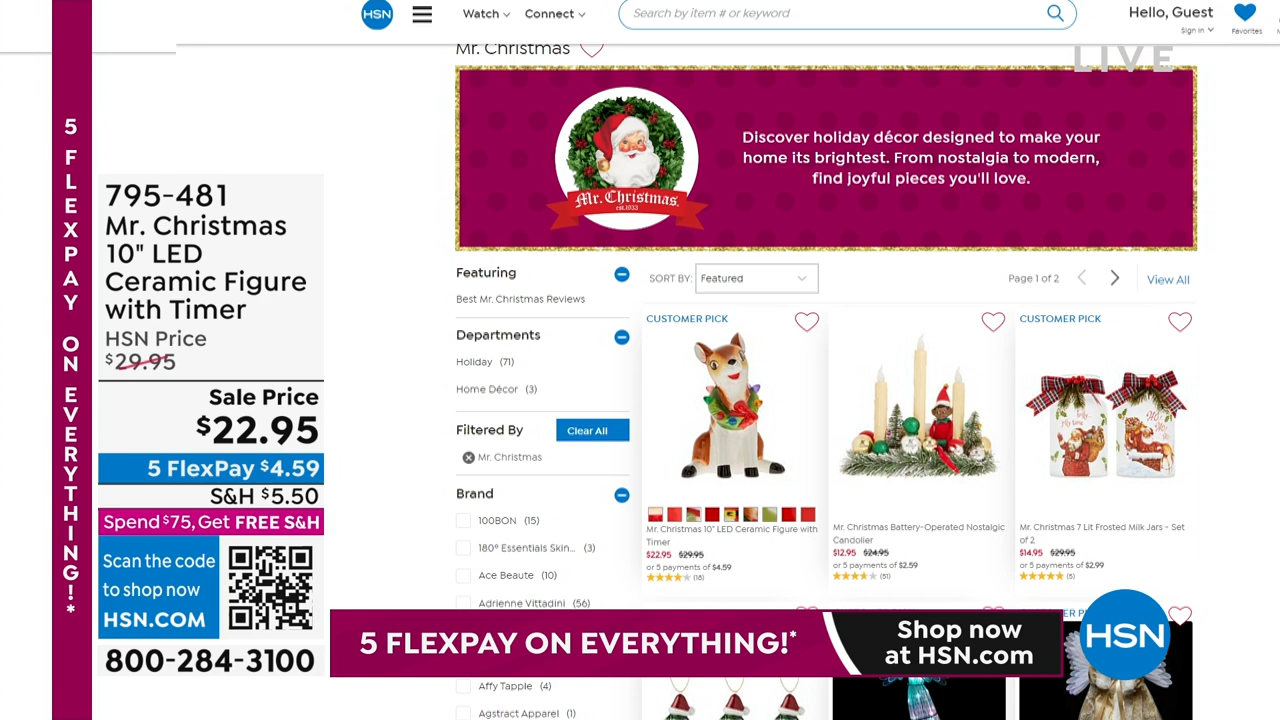 HSN
Watch
Connect
Search by item # or keyword
Hello, Guest
Sign In
Favorites
Mr. Christmas
LIVE
Discover holiday décor designed to make your
home its brightest. From nostalgia to modern,
find joyful pieces you'll love.
Mr. Christmas.
est.1933
5 FLEXPAY ON EVERYTHING!*
795-481
Mr. Christmas
10" LED
Ceramic Figure
with Timer
HSN Price
$29.95
Sale Price
$22.95
5 FlexPay $4.59
S&H $5.50
Spend $75, Get FREE S&H
Scan the code
to shop now
HSN.COM
800-284-3100
Featuring
Best Mr. Christmas Reviews
Departments
Holiday (71)
Home Décor (3)
Filtered By
Clear All
Mr. Christmas
Brand
100BON (15)
180° Essentials Skin... (3)
Ace Beaute (10)
Adrienne Vittadini (56)
Affy Tapple (4)
Agstract Apparel (1)
SORT BY:
Featured
Page 1 of 2
View All
CUSTOMER PICK
Mr. Christmas 10" LED Ceramic Figure with
Timer
$22.95 $29.95
or 5 payments of $4.59
(18)
Mr. Christmas Battery-Operated Nostalgic
Candolier
$12.95 $24.95
or 5 payments of $2.59
(51)
CUSTOMER PICK
Mr. Christmas 7 Lit Frosted Milk Jars - Set
of 2
$14.95 $29.95
or 5 payments of $2.99
(5)
5 FLEXPAY ON EVERYTHING!*
Shop now
at HSN.com
HSN